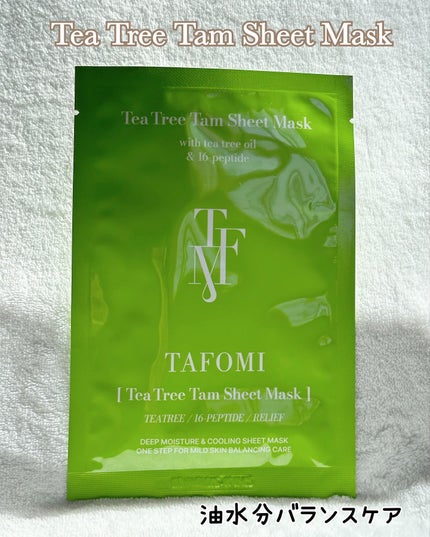 Tea Tree Tam Sheet Mask
Tea Tree Tam Sheet Mask
with tea tree oil
& 16 peptide
TFM
TAFOMI
[ Tea Tree Tam Sheet Mask ]
TEATREE / 16-PEPTIDE / RELIEF
DEEP MOISTURE & COOLING SHEET MASK
ONE STEP FOR MILD SKIN BALANCING CARE
油水分バランスケア